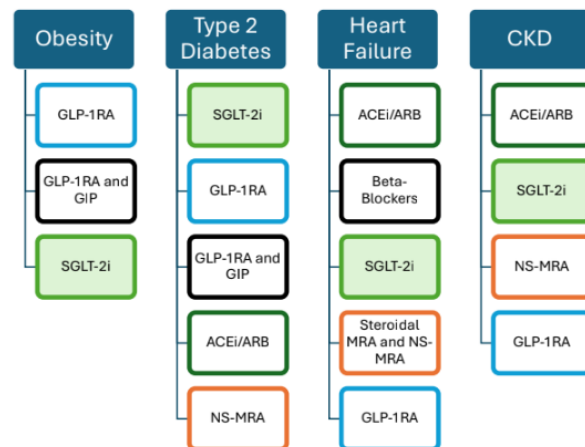 Obesity
GLP-1RA
GLP-1RA and
GIP
SGLT-2i
Type 2
Diabetes
SGLT-2i
GLP-1RA
GLP-1RA and
GIP
ACEi/ARB
NS-MRA
Heart
Failure
ACEi/ARB
Beta-
Blockers
SGLT-2i
Steroidal
MRA and NS-
MRA
GLP-1RA
CKD
ACEi/ARB
SGLT-2i
NS-MRA
GLP-1RA